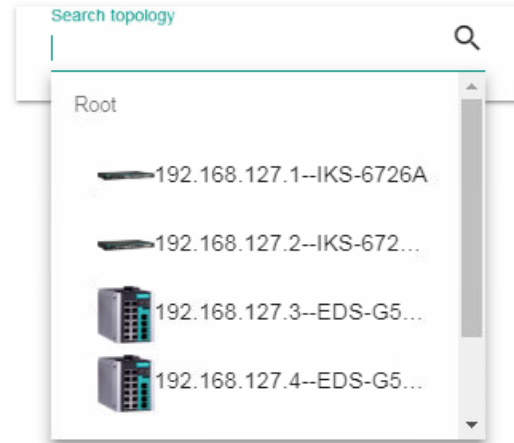 Search topology
Root
192.168.127.1--IKS-6726A
192.168.127.2--IKS-672...
192.168.127.3--EDS-G5...
192.168.127.4--EDS-G5...